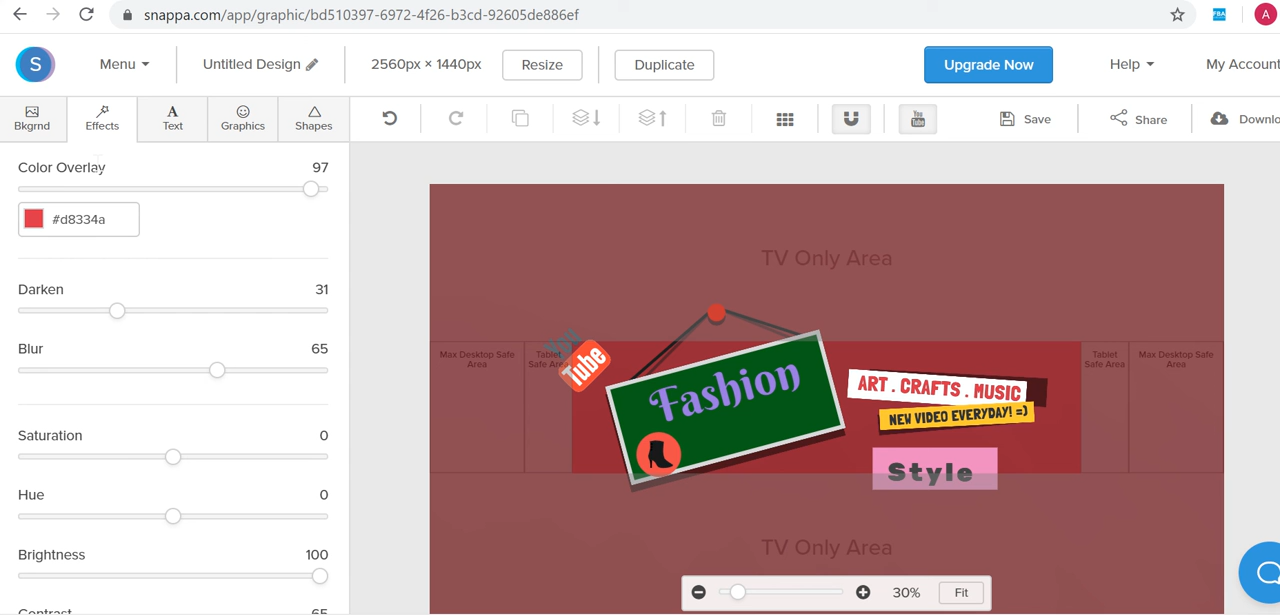 snappa.com/app/graphic/bd510397-6972-4f26-b3cd-92605de886ef
FBA
A
S
Menu
Untitled Design
2560px × 1440px
Resize
Duplicate
Upgrade Now
Help
My Account
Bkgrnd
Effects
Text
Graphics
Shapes
You Tube
Save
Share
Downlo
Color Overlay 97
#d8334a
Darken 31
Blur 65
Saturation 0
Hue 0
Brightness 100
Contrast 65
TV Only Area
Max Desktop Safe Area
Tablet Safe Area
You
Tube
Fashion
ART . CRAFTS . MUSIC
NEW VIDEO EVERYDAY! =)
Style
Tablet Safe Area
Max Desktop Safe Area
TV Only Area
30%
Fit